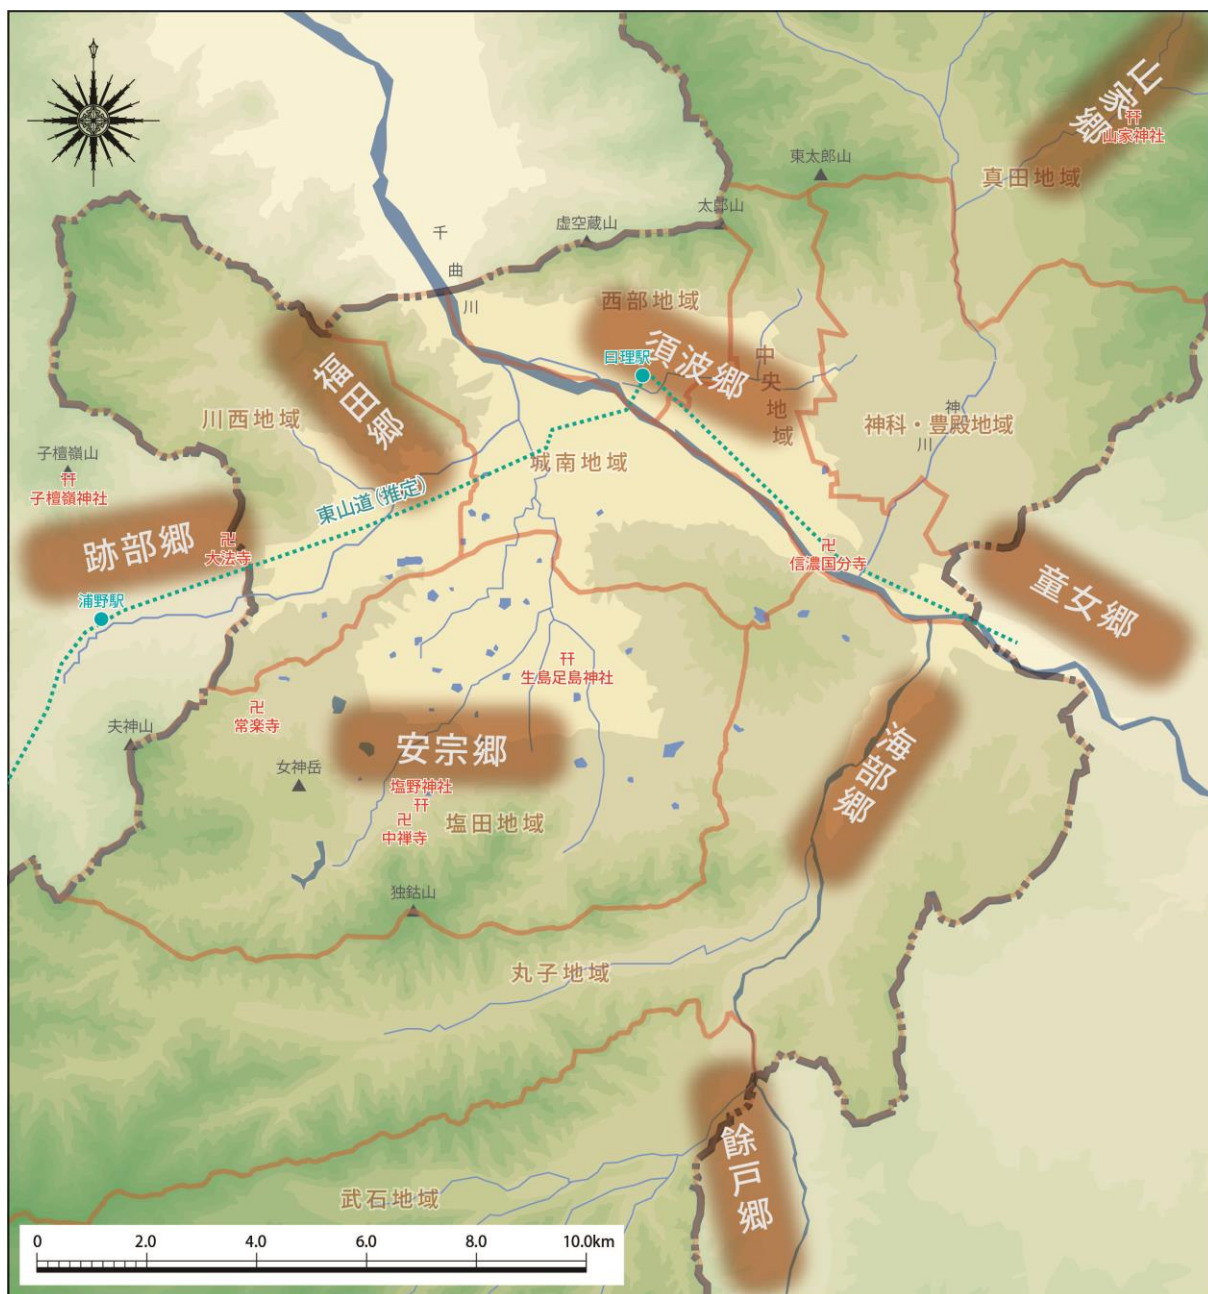 山家郷
山家神社
東太郎山
真田地域
太郎山
虚空蔵山
千曲川
西部地域
須波郷
曰理駅
中央地域
福田郷
川西地域
神川
神科・豊殿地域
子檀嶺山
子檀嶺神社
城南地域
東山道(推定)
跡部郷
大法寺
信濃国分寺
童女郷
浦野駅
生島足島神社
常楽寺
夫神山
安宗郷
海部郷
女神岳
塩野神社
中禅寺
塩田地域
独鈷山
丸子地域
餘戸郷
武石地域
0 2.0 4.0 6.0 8.0 10.0km